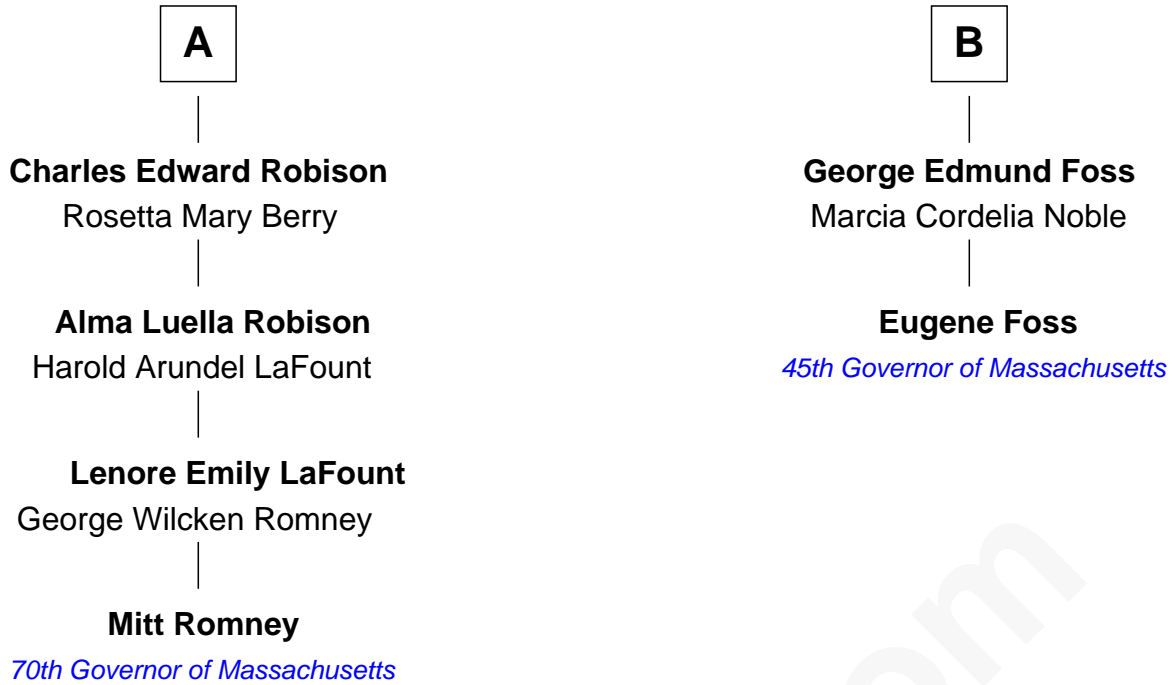 A
Charles Edward Robison
Rosetta Mary Berry
Alma Luella Robison
Harold Arundel LaFount
Lenore Emily LaFount
George Wilcken Romney
Mitt Romney
70th Governor of Massachusetts
B
George Edmund Foss
Marcia Cordelia Noble
Eugene Foss
45th Governor of Massachusetts